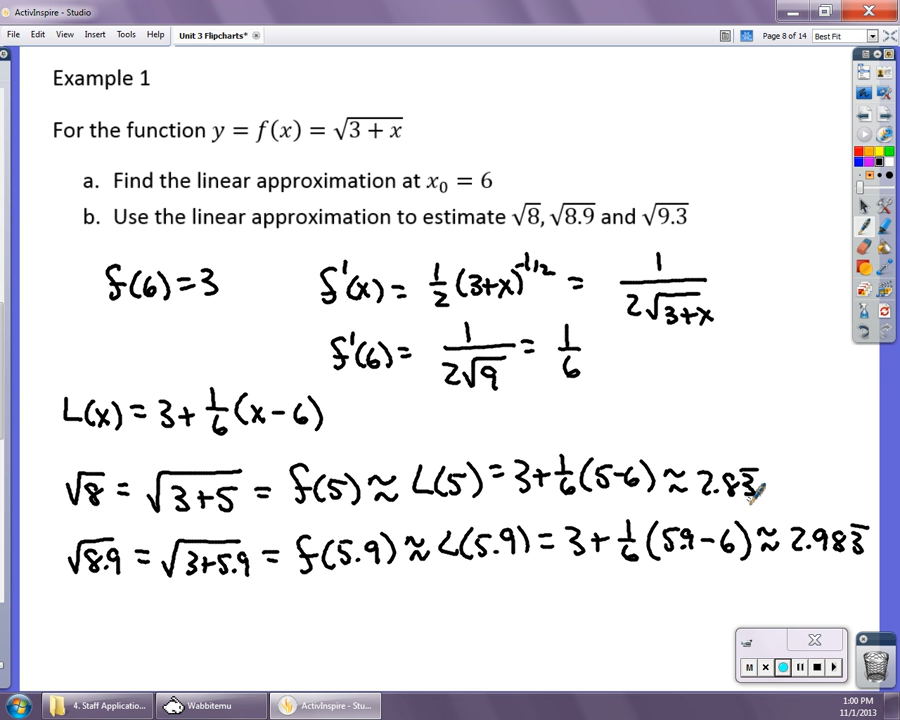 ActivInspire - Studio
File Edit View Insert Tools Help Unit 3 Flipcharts* Page 8 of 14 Best Fit
Example 1
For the function y = f(x) = √(3 + x)
a. Find the linear approximation at x₀ = 6
b. Use the linear approximation to estimate √8, √8.9 and √9.3
f(6)=3 f'(x) = 1/2 (3+x)^(-1/2) = 1/(2√(3+x))
f'(6) = 1/(2√9) = 1/6
L(x) = 3 + 1/6 (x - 6)
√8 = √(3+5) = f(5) ≈ L(5) = 3 + 1/6 (5-6) ≈ 2.83̅
√8.9 = √(3+5.9) = f(5.9) ≈ L(5.9) = 3 + 1/6 (5.9 - 6) ≈ 2.983̅
M
4. Staff Applicatio... Wabbitemu ActivInspire - Stu...
1:00 PM
11/1/2013